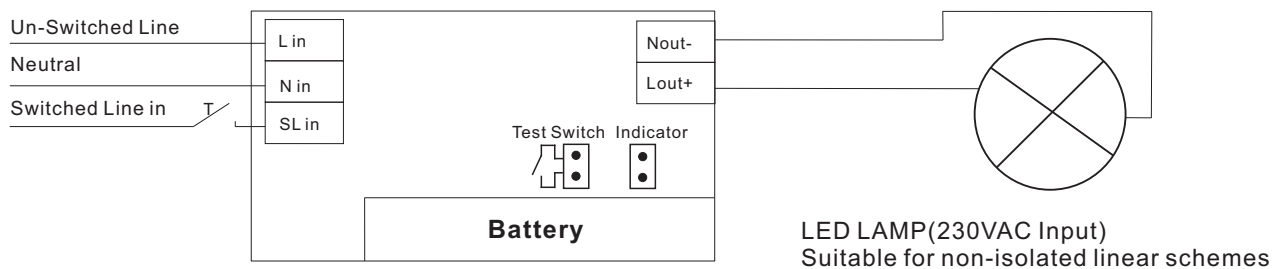 Un-Switched Line
Neutral
Switched Line in
T
L in
N in
SL in
Nout-
Lout+
Test Switch
Indicator
Battery
LED LAMP(230VAC Input)
Suitable for non-isolated linear schemes